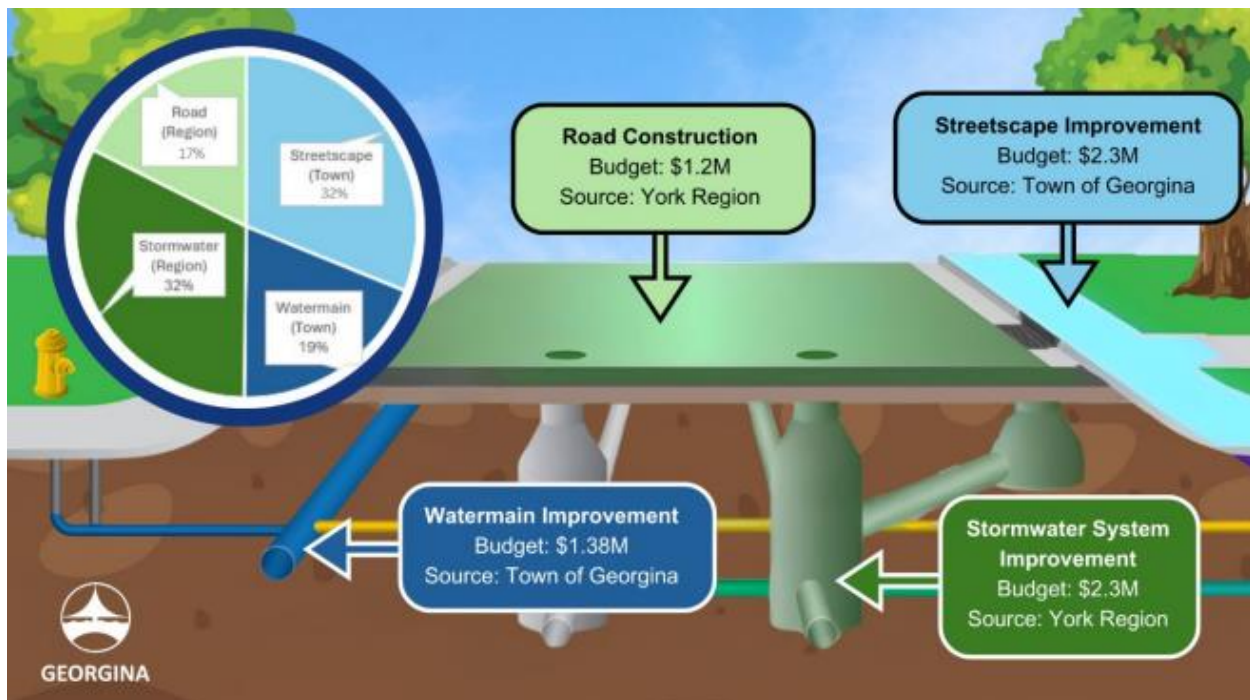 Road
(Region)
17%
Streetscape
(Town)
32%
Stormwater
(Region)
32%
Watermain
(Town)
19%
Road Construction
Budget: $1.2M
Source: York Region
Streetscape Improvement
Budget: $2.3M
Source: Town of Georgina
Watermain Improvement
Budget: $1.38M
Source: Town of Georgina
Stormwater System
Improvement
Budget: $2.3M
Source: York Region
GEORGINA